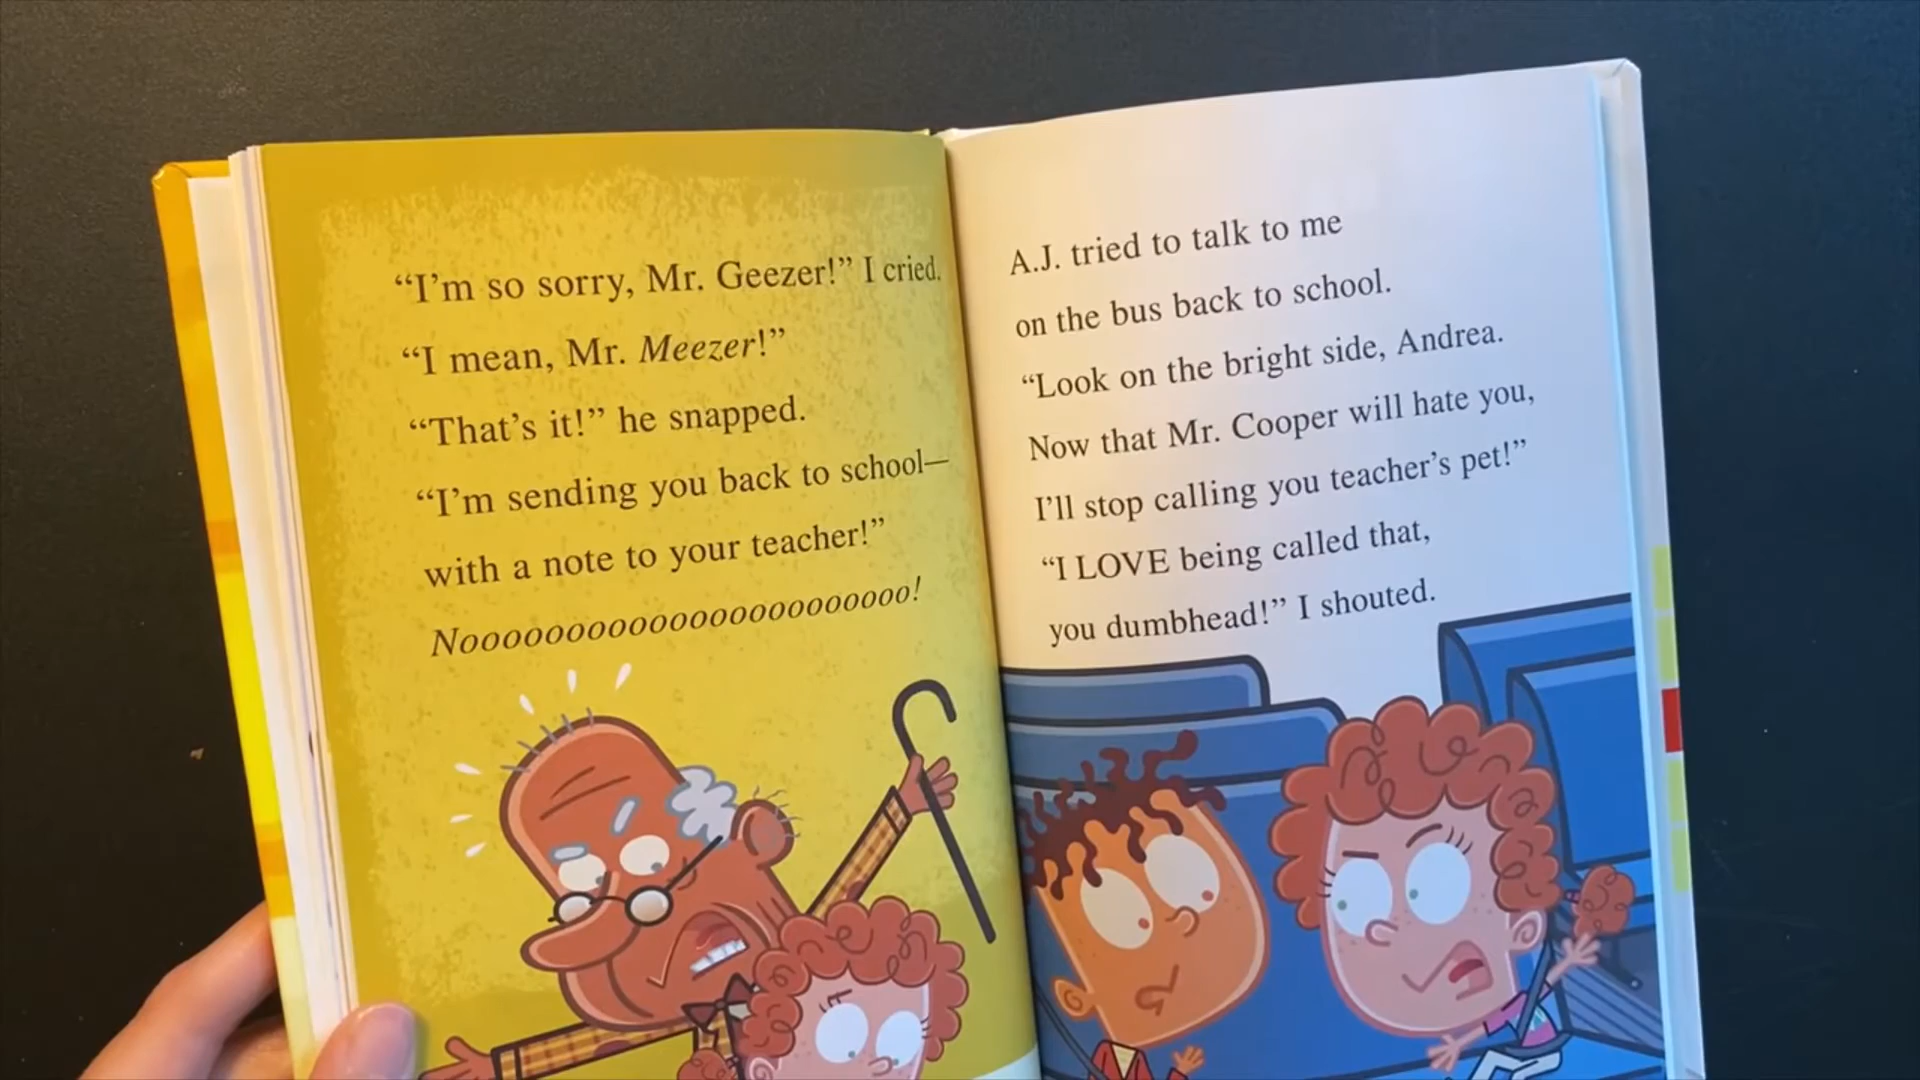 “I’m so sorry, Mr. Geezer!” I cried.
“I mean, Mr. Meezer!”
“That’s it!” he snapped.
“I’m sending you back to school—
with a note to your teacher!”
Noooooooooooooooooooooo!
A.J. tried to talk to me
on the bus back to school.
“Look on the bright side, Andrea.
Now that Mr. Cooper will hate you,
I’ll stop calling you teacher’s pet!”
“I LOVE being called that,
you dumbhead!” I shouted.